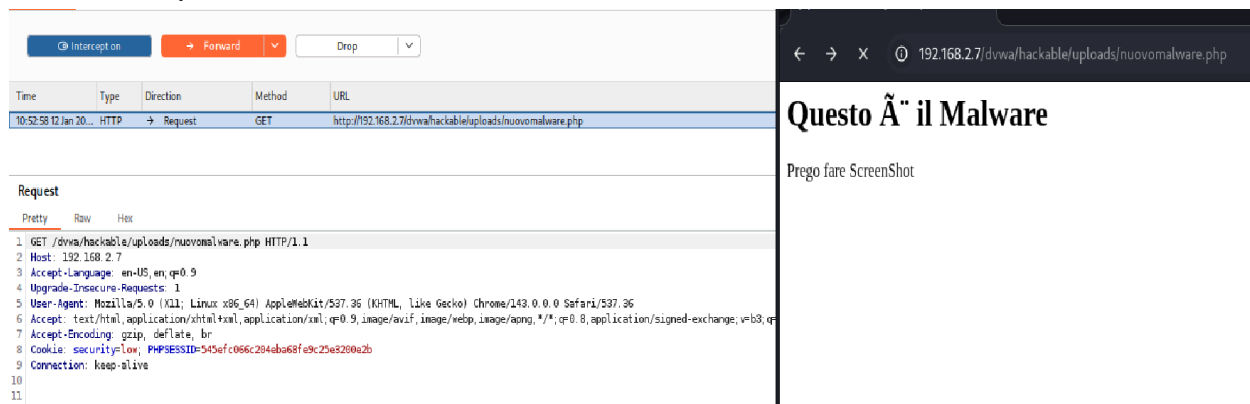 Intercept on
Forward
Drop
Time Type Direction Method URL
10:52:58 12 Jan 20... HTTP → Request GET http://192.168.2.7/dvwa/hackable/uploads/nuovomalware.php
Request
Pretty Raw Hex
1 GET /dvwa/hackable/uploads/nuovomalware.php HTTP/1.1
2 Host: 192.168.2.7
3 Accept-Language: en-US,en;q=0.9
4 Upgrade-Insecure-Requests: 1
5 User-Agent: Mozilla/5.0 (X11; Linux x86_64) AppleWebKit/537.36 (KHTML, like Gecko) Chrome/143.0.0.0 Safari/537.36
6 Accept: text/html,application/xhtml+xml,application/xml;q=0.9,image/avif,image/webp,image/apng,*/*;q=0.8,application/signed-exchange;v=b3;q=
7 Accept-Encoding: gzip, deflate, br
8 Cookie: security=low; PHPSESSID=545efc066c204eba68fe9c25e3200e2b
9 Connection: keep-alive
10
11
192.168.2.7/dvwa/hackable/uploads/nuovomalware.php
Questo Ã¨ il Malware
Prego fare ScreenShot